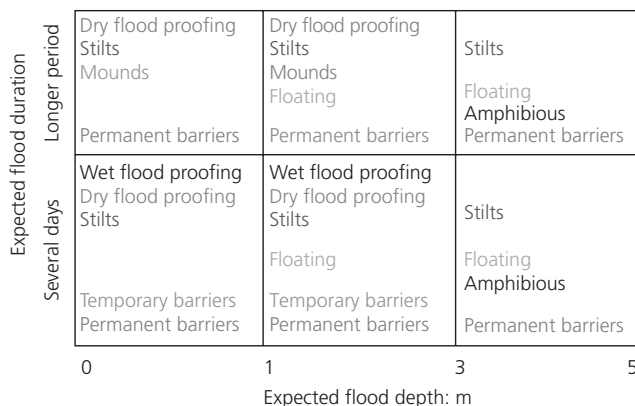 Expected flood duration
Longer period
Dry flood proofing
Stilts
Mounds
Permanent barriers
Dry flood proofing
Stilts
Mounds
Floating
Permanent barriers
Stilts
Floating
Amphibious
Permanent barriers
Several days
Wet flood proofing
Dry flood proofing
Stilts
Temporary barriers
Permanent barriers
Wet flood proofing
Dry flood proofing
Stilts
Floating
Temporary barriers
Permanent barriers
Stilts
Floating
Amphibious
Permanent barriers
0 1 3 5
Expected flood depth: m